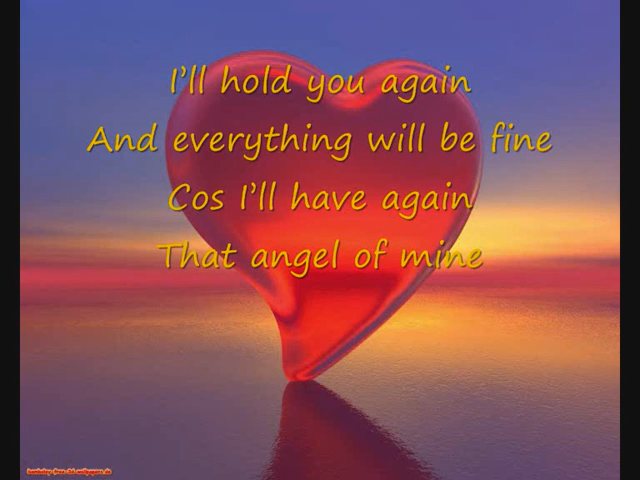 I'll hold you again
And everything will be fine
Cos I'll have again
That angel of mine